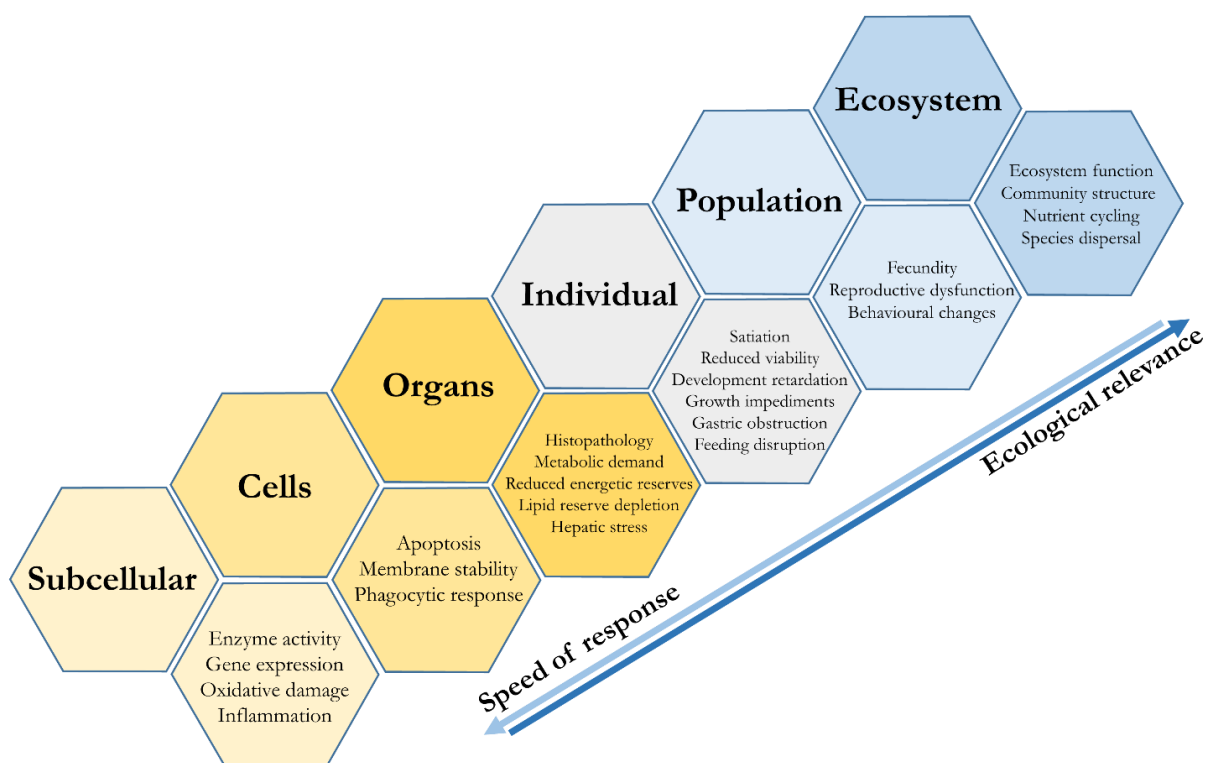 Ecosystem
Ecosystem function
Community structure
Nutrient cycling
Species dispersal
Population
Fecundity
Reproductive dysfunction
Behavioural changes
Individual
Satiation
Reduced viability
Development retardation
Growth impediments
Gastric obstruction
Feeding disruption
Organs
Histopathology
Metabolic demand
Reduced energetic reserves
Lipid reserve depletion
Hepatic stress
Cells
Apoptosis
Membrane stability
Phagocytic response
Subcellular
Enzyme activity
Gene expression
Oxidative damage
Inflammation
Speed of response
Ecological relevance